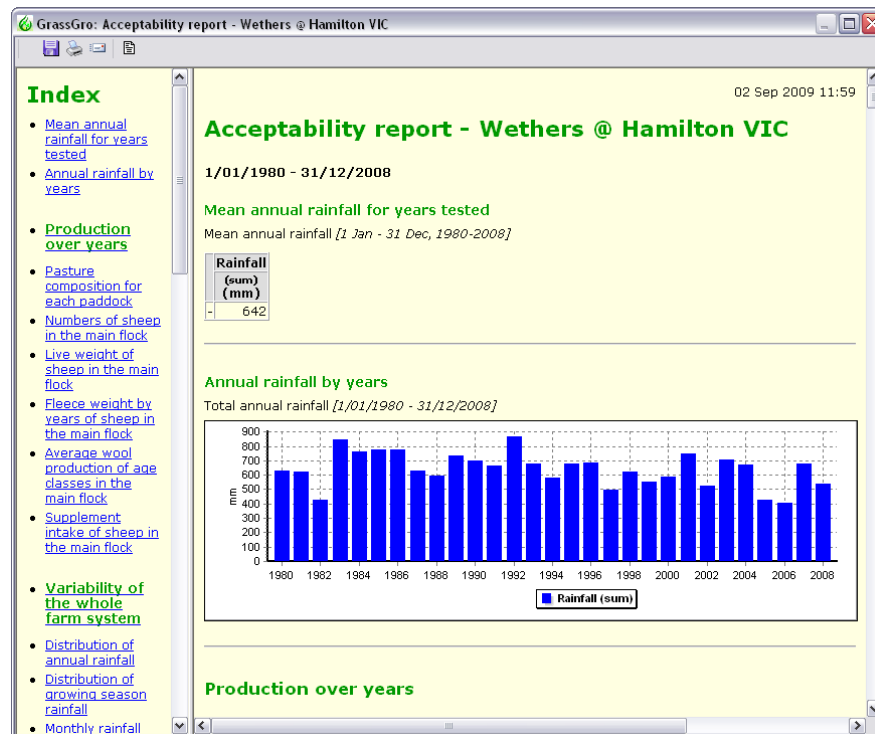 GrassGro: Acceptability report - Wethers @ Hamilton VIC
Index
Mean annual
rainfall for years
tested
Annual rainfall by
years
Production
over years
Pasture
composition for
each paddock
Numbers of sheep
in the main flock
Live weight of
sheep in the main
flock
Fleece weight by
years of sheep in
the main flock
Average wool
production of age
classes in the
main flock
Supplement
intake of sheep in
the main flock
Variability of
the whole
farm system
Distribution of
annual rainfall
Distribution of
growing season
rainfall
Monthly rainfall
02 Sep 2009 11:59
Acceptability report - Wethers @ Hamilton VIC
1/01/1980 - 31/12/2008
Mean annual rainfall for years tested
Mean annual rainfall [1 Jan - 31 Dec, 1980-2008]
Rainfall
(sum)
(mm)
- 642
Annual rainfall by years
Total annual rainfall [1/01/1980 - 31/12/2008]
900
800
700
600
500
400
300
200
100
0
mm
1980 1982 1984 1986 1988 1990 1992 1994 1996 1998 2000 2002 2004 2006 2008
Rainfall (sum)
Production over years